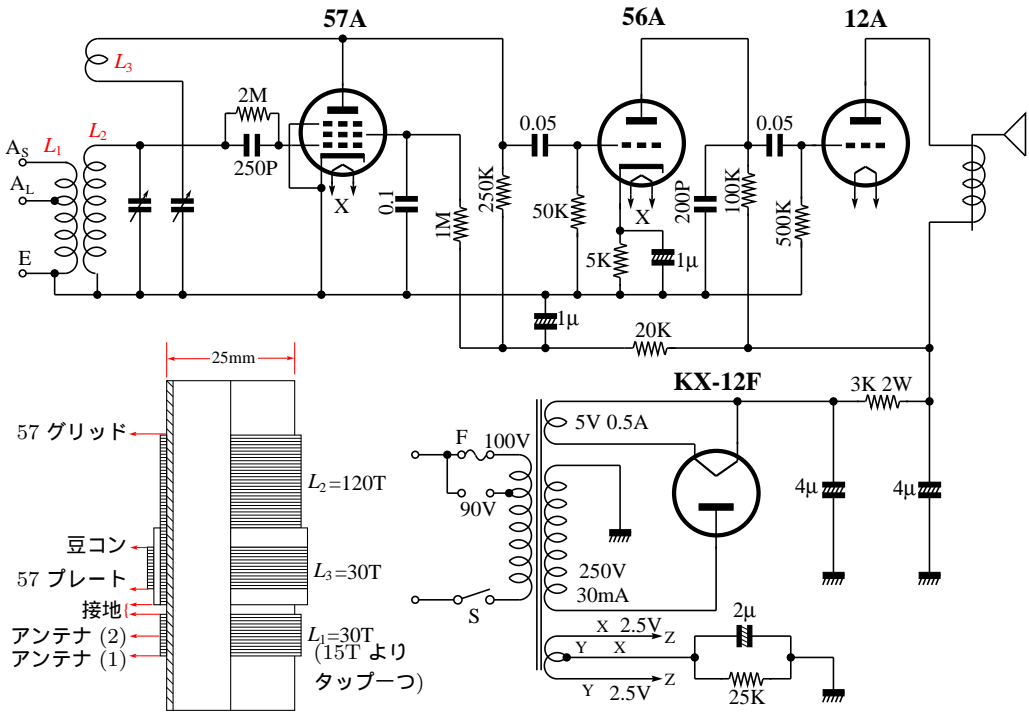 57A
56A
12A
L3
2M
L1
L2
AS
AL
E
250P
X
0.1
1M
250K
0.05
50K
5K
X
1μ
200P
0.05
100K
500K
1μ
20K
25mm
57 グリッド
L2=120T
豆コン
L3=30T
57 プレート
接地{
アンテナ (2)
アンテナ (1)
L1=30T
(15T より
タップ一つ)
KX-12F
3K 2W
5V 0.5A
F
100V
90V
S
4μ
4μ
250V
30mA
X 2.5V Z
Y X
Y 2.5V Z
2μ
25K